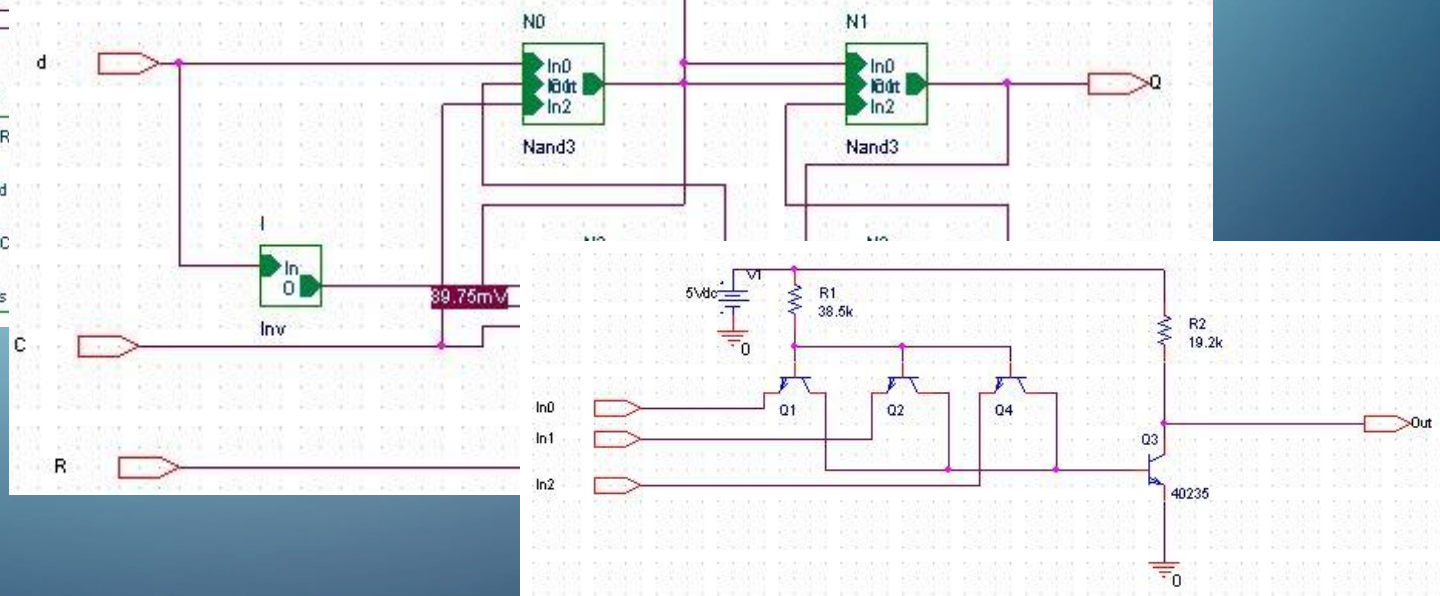 N0
N1
d
In0
In2
In0
In2
Q
Nand3
Nand3
R
d
I
C
In
O
s
89.75mV
Inv
C
R
V1
5Vdc
0
R1
38.5k
R2
19.2k
In0
Q1
Q2
Q4
Out
In1
Q3
In2
40235
0